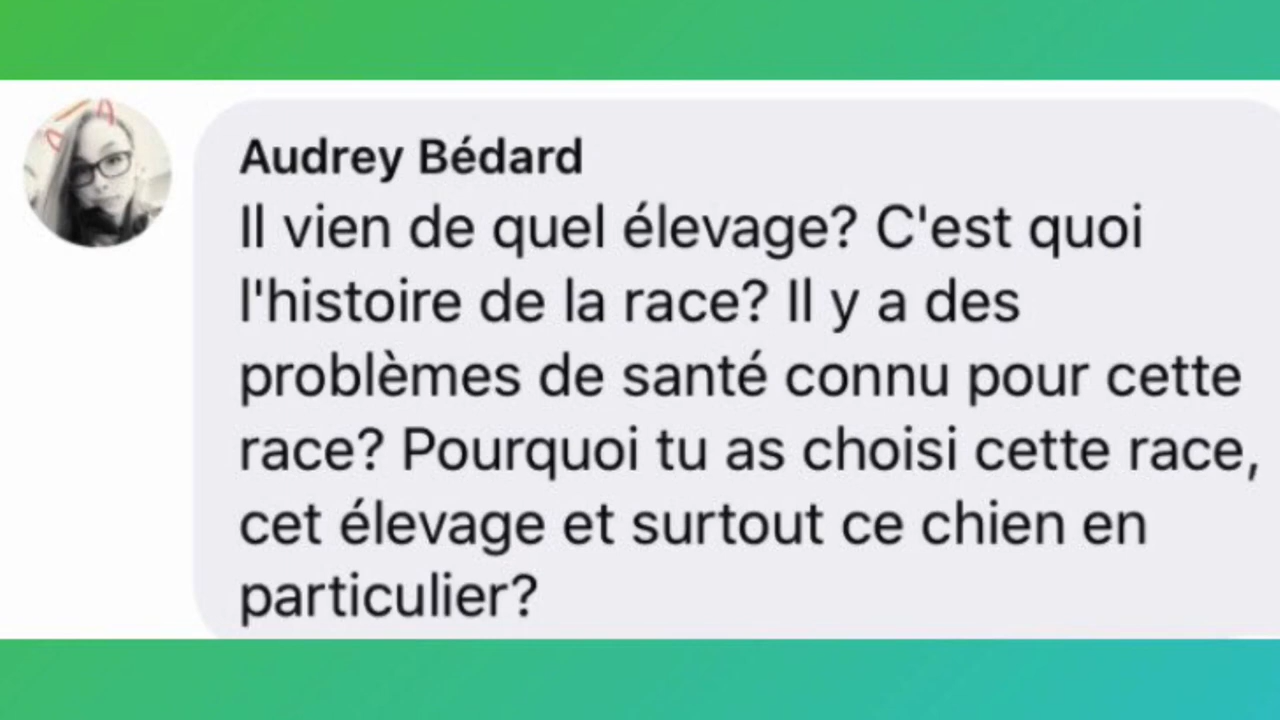 Audrey Bédard
Il vien de quel élevage? C'est quoi
l'histoire de la race? Il y a des
problèmes de santé connu pour cette
race? Pourquoi tu as choisi cette race,
cet élevage et surtout ce chien en
particulier?